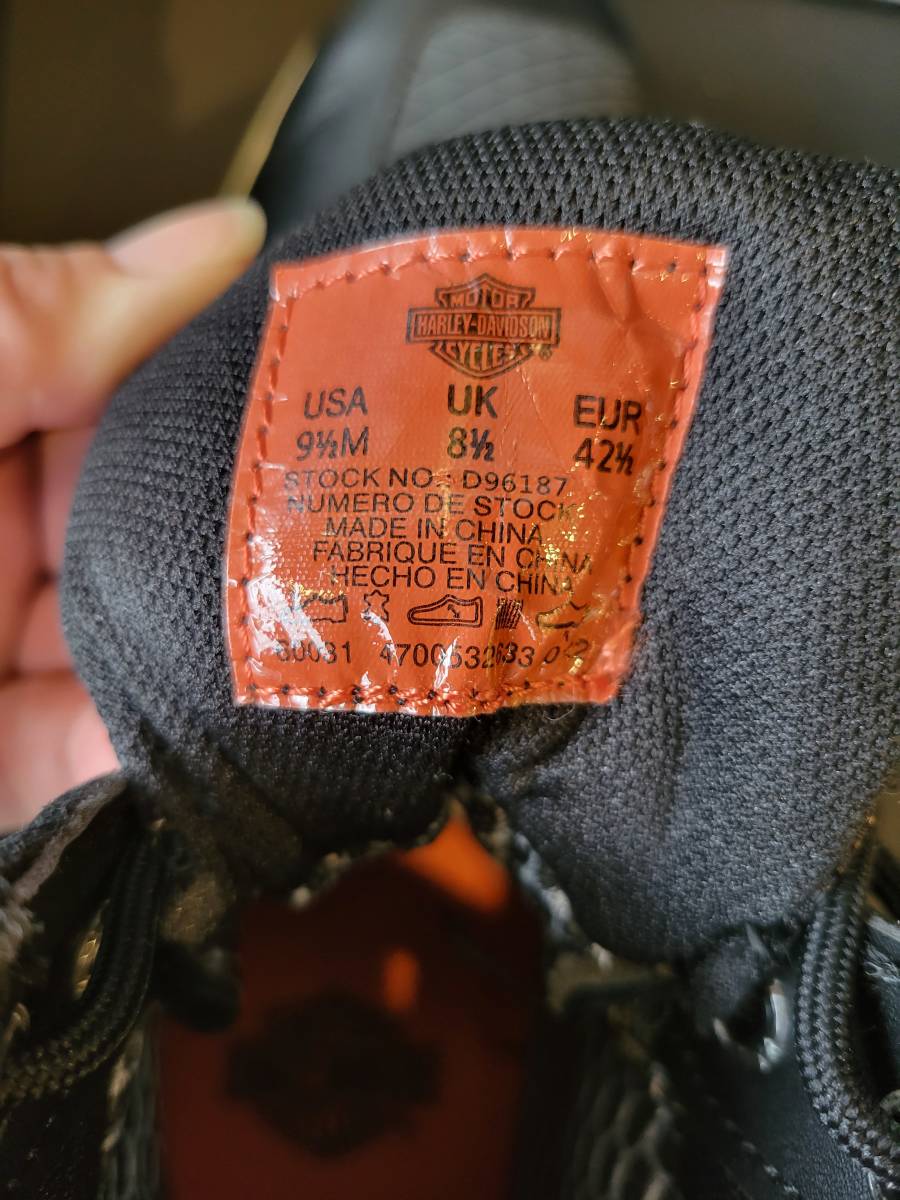 MOTOR
HARLEY-DAVIDSON
CYCLES
USA UK EUR
9½M 8½ 42½
STOCK NO.: D96187
NUMERO DE STOCK:
MADE IN CHINA
FABRIQUE EN CHINA
HECHO EN CHINA
4700532633